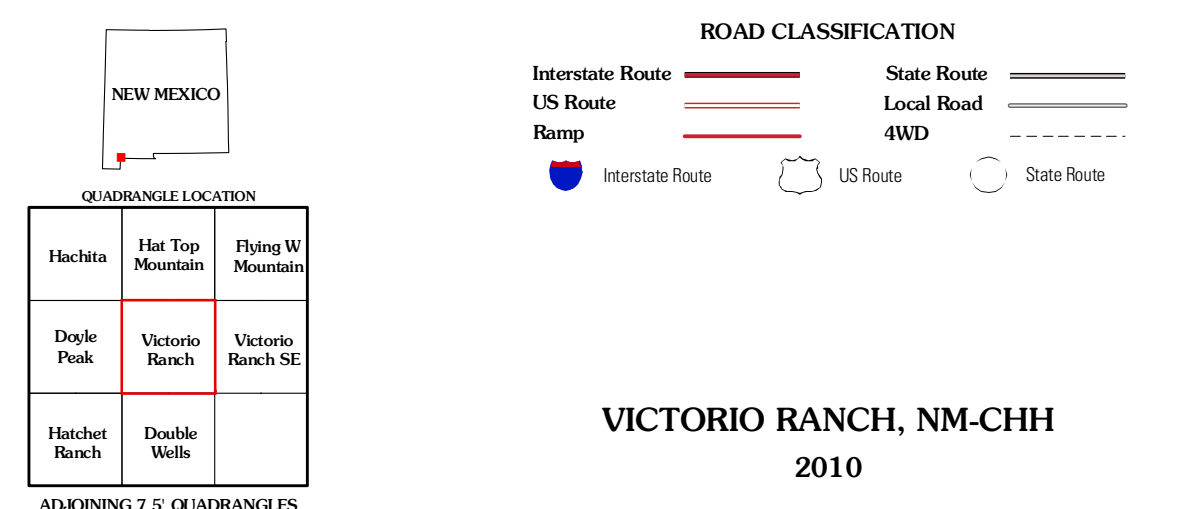 NEW MEXICO
QUADRANGLE LOCATION
Hachita
Hat Top
Mountain
Flying W
Mountain
Doyle
Peak
Victorio
Ranch
Victorio
Ranch SE
Hatchet
Ranch
Double
Wells
ADJOINING 7.5' QUADRANGLES
ROAD CLASSIFICATION
Interstate Route
State Route
US Route
Local Road
Ramp
4WD
Interstate Route
US Route
State Route
VICTORIO RANCH, NM-CHH
2010